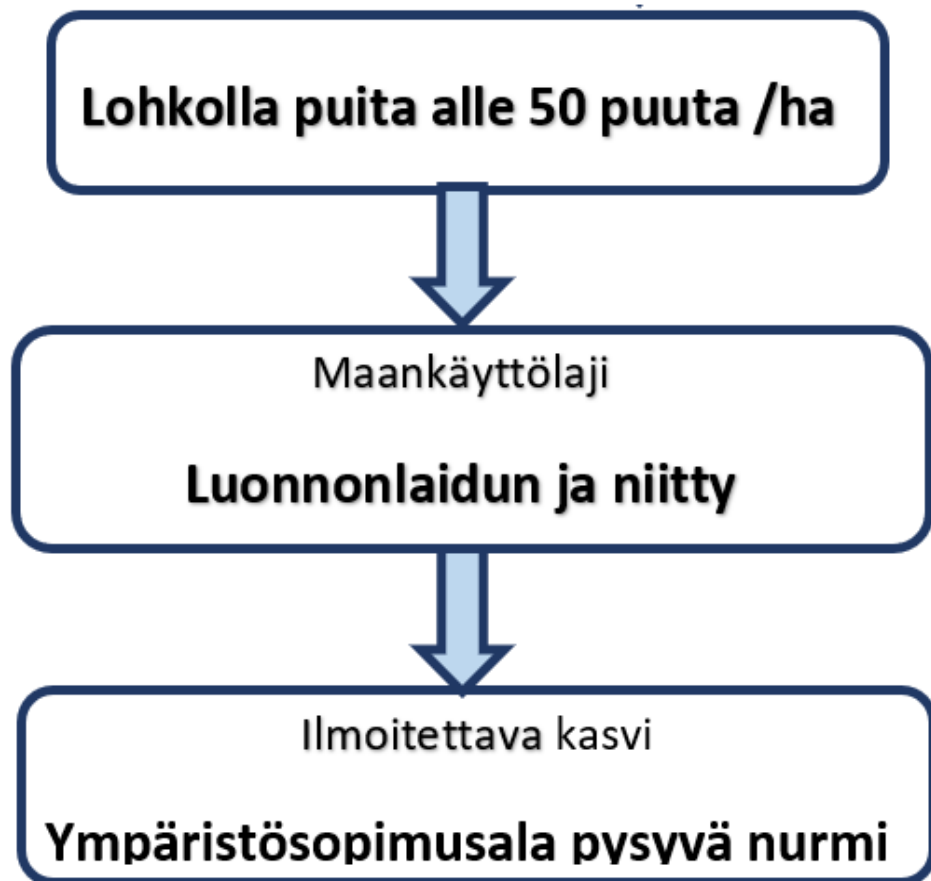 Lohkolla puita alle 50 puuta /ha
Maankäyttölaji
Luonnonlaidun ja niitty
Ilmoitettava kasvi
Ympäristösopimusala pysyvä nurmi